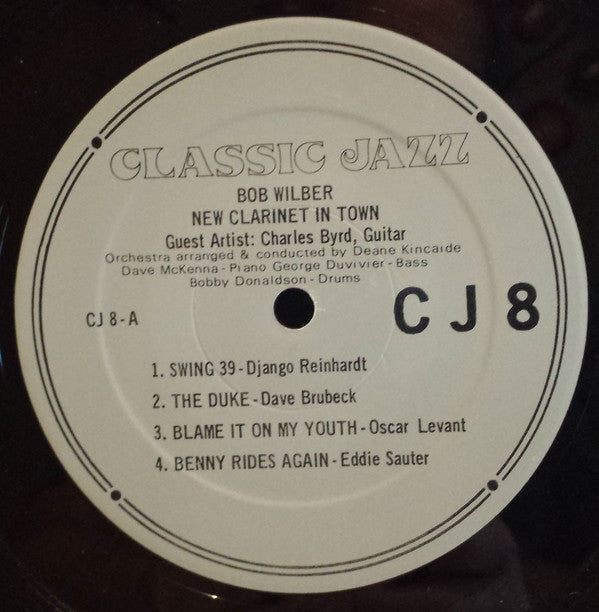 CLASSIC JAZZ
BOB WILBER
NEW CLARINET IN TOWN
Guest Artist: Charles Byrd, Guitar
Orchestra arranged & conducted by Deane Kincaide
Dave McKenna - Piano George Duvivier - Bass
Bobby Donaldson - Drums
CJ 8 - A
CJ8
1. SWING 39 - Django Reinhardt
2. THE DUKE - Dave Brubeck
3. BLAME IT ON MY YOUTH - Oscar Levant
4. BENNY RIDES AGAIN - Eddie Sauter